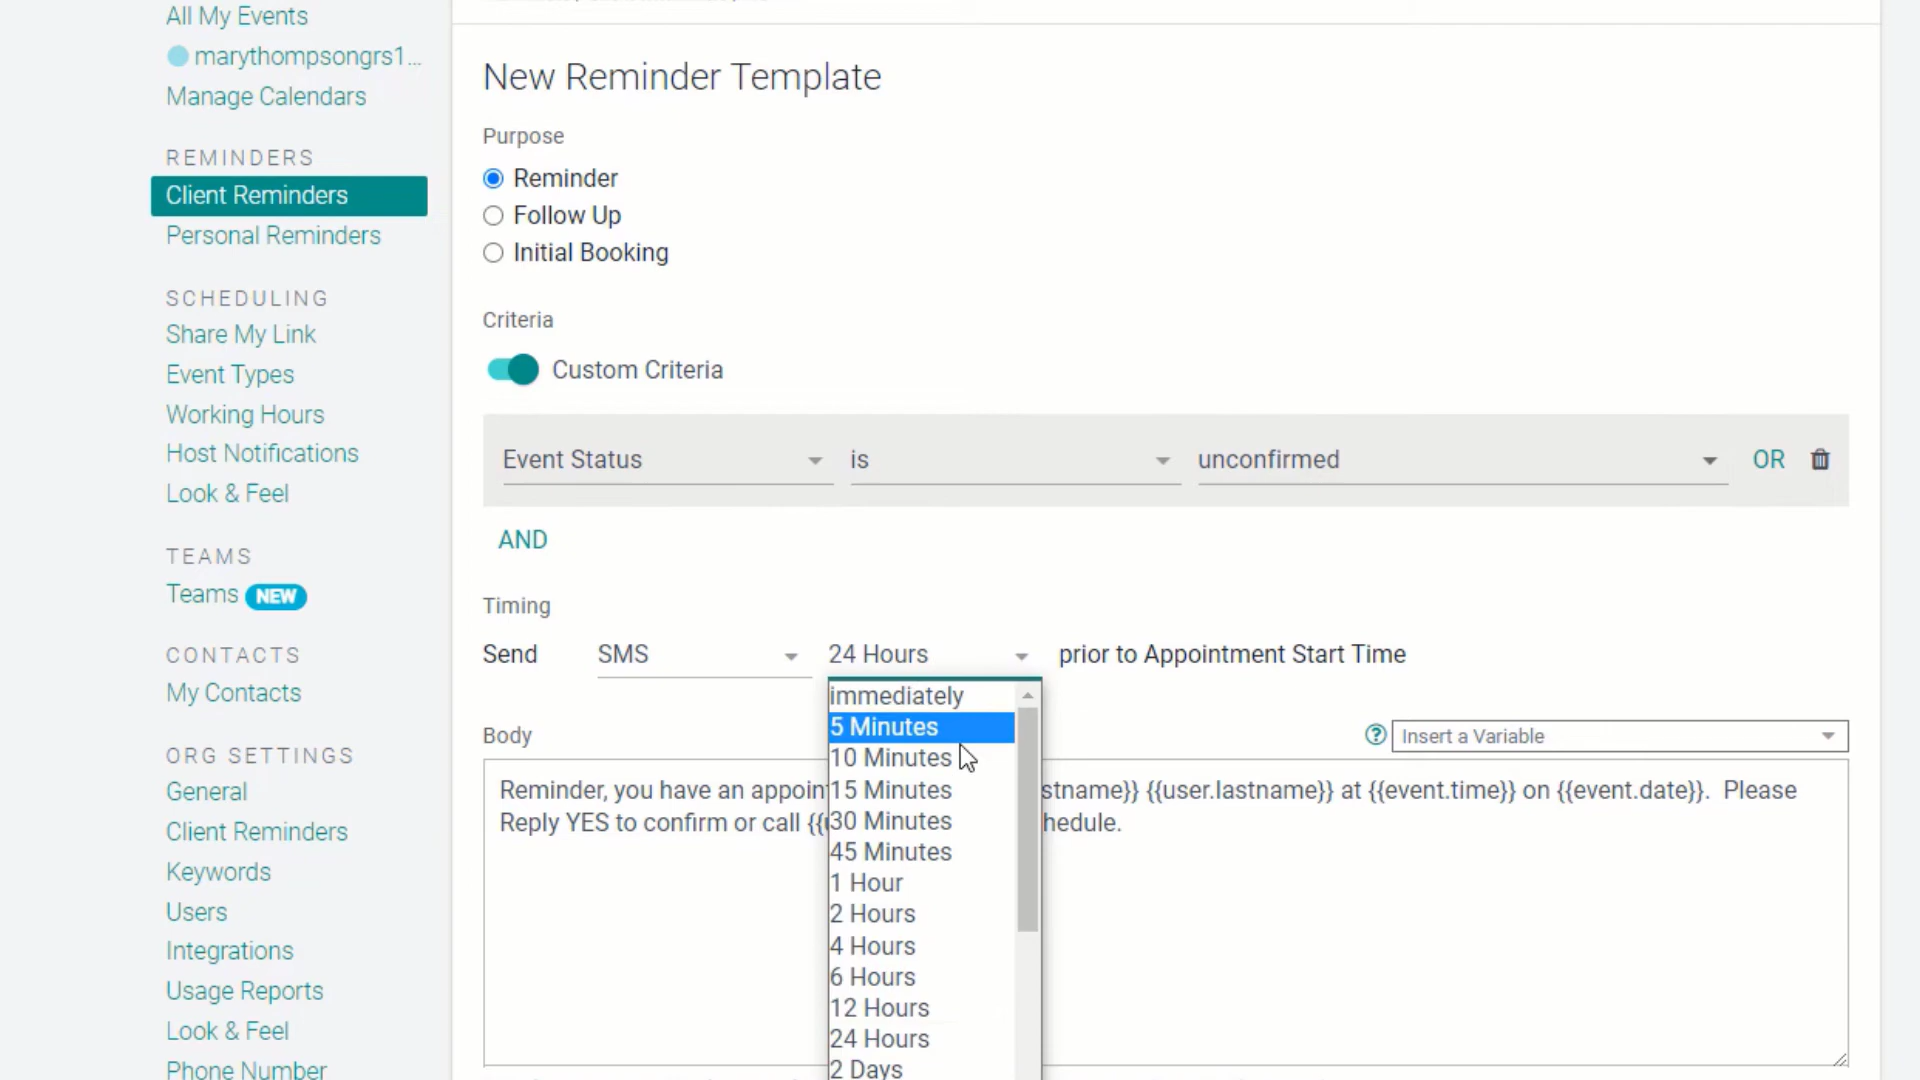 All My Events
marythompsongrs1...
Manage Calendars
REMINDERS
Client Reminders
Personal Reminders
SCHEDULING
Share My Link
Event Types
Working Hours
Host Notifications
Look & Feel
TEAMS
Teams NEW
CONTACTS
My Contacts
ORG SETTINGS
General
Client Reminders
Keywords
Users
Integrations
Usage Reports
Look & Feel
Phone Number
New Reminder Template
Purpose
Reminder
Follow Up
Initial Booking
Criteria
Custom Criteria
Event Status is unconfirmed OR
AND
Timing
Send SMS 24 Hours prior to Appointment Start Time
immediately
5 Minutes
10 Minutes
15 Minutes
30 Minutes
45 Minutes
1 Hour
2 Hours
4 Hours
6 Hours
12 Hours
24 Hours
2 Days
Body
? Insert a Variable
Reminder, you have an appoint stname}} {{user.lastname}} at {{event.time}} on {{event.date}}. Please
Reply YES to confirm or call {{ hedule.